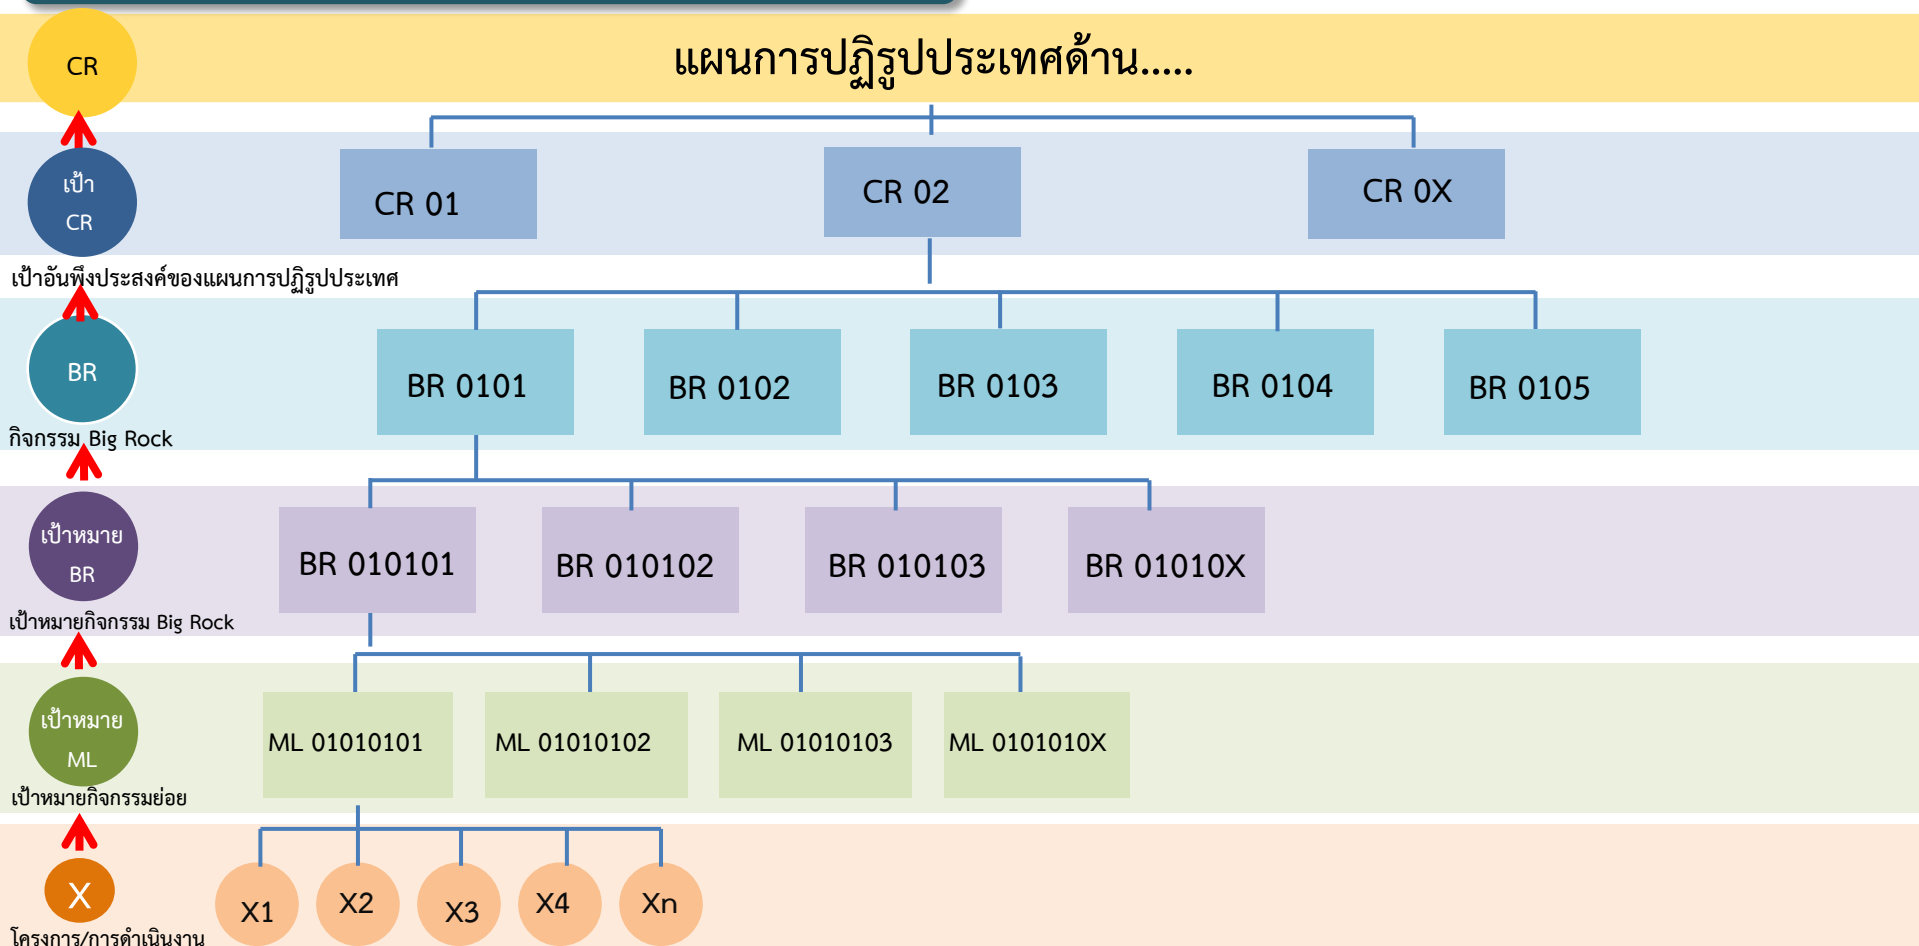 CR
แผนการปฏิรูปประเทศด้าน.....
เป้า
CR
CR 01
CR 02
CR 0X
เป้าอันพึงประสงค์ของแผนการปฏิรูปประเทศ
BR
BR 0101
BR 0102
BR 0103
BR 0104
BR 0105
กิจกรรม Big Rock
เป้าหมาย
BR
BR 010101
BR 010102
BR 010103
BR 01010X
เป้าหมายกิจกรรม Big Rock
เป้าหมาย
ML
ML 01010101
ML 01010102
ML 01010103
ML 0101010X
เป้าหมายกิจกรรมย่อย
X
X1
X2
X3
X4
Xn
โครงการ/การดำเนินงาน